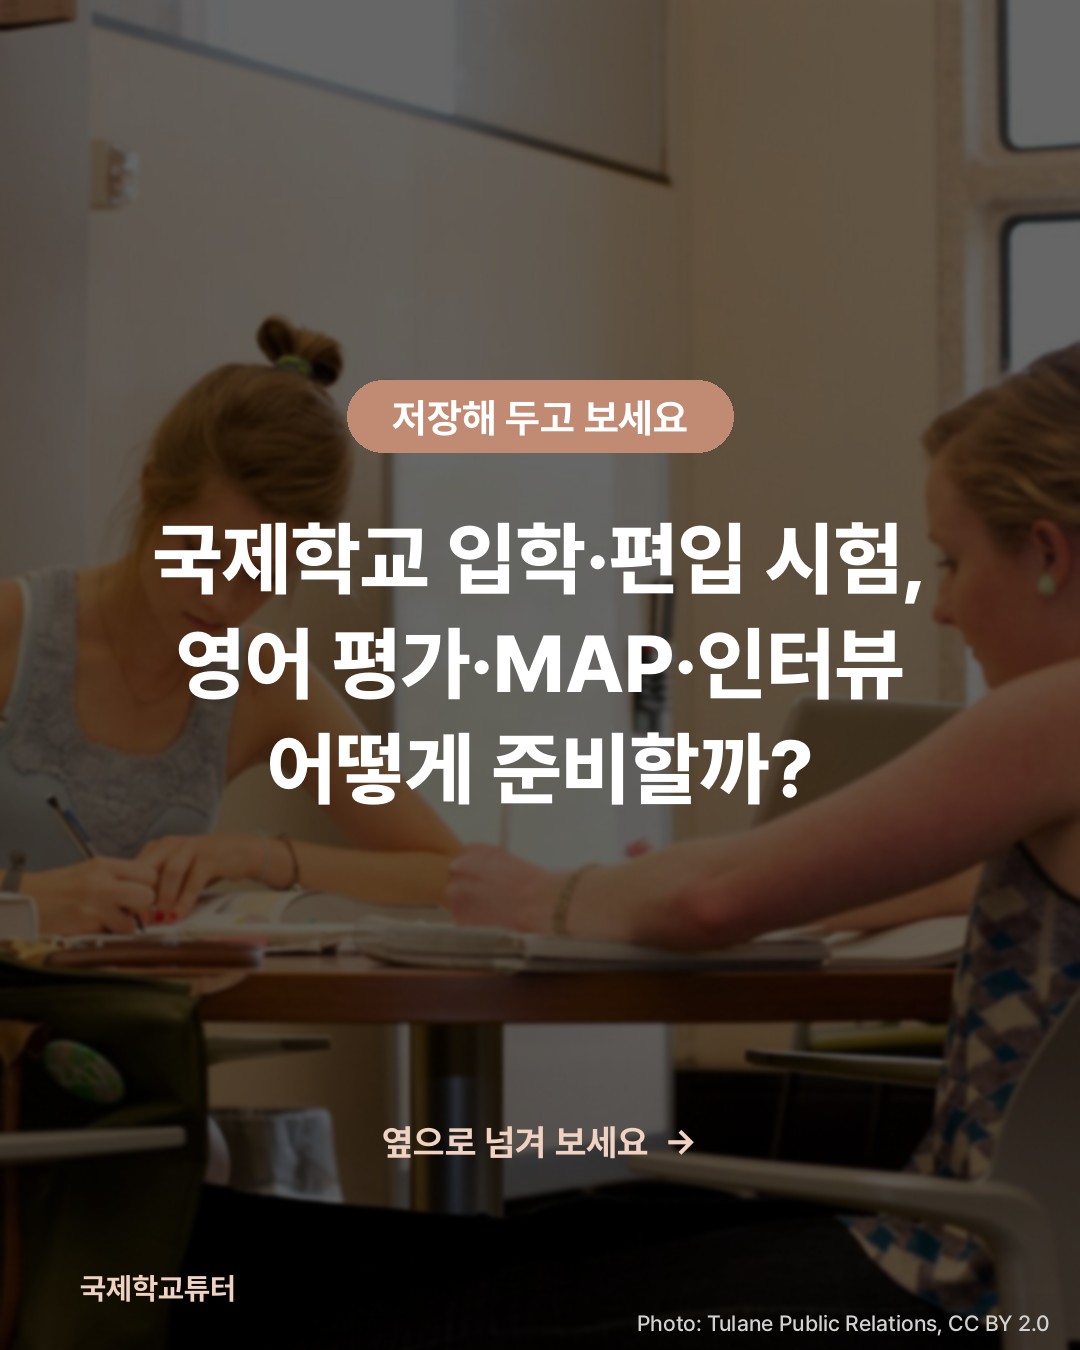 저장해 두고 보세요
국제학교 입학·편입 시험,
영어 평가·MAP·인터뷰
어떻게 준비할까?
옆으로 넘겨 보세요 →
국제학교튜터
Photo: Tulane Public Relations, CC BY 2.0